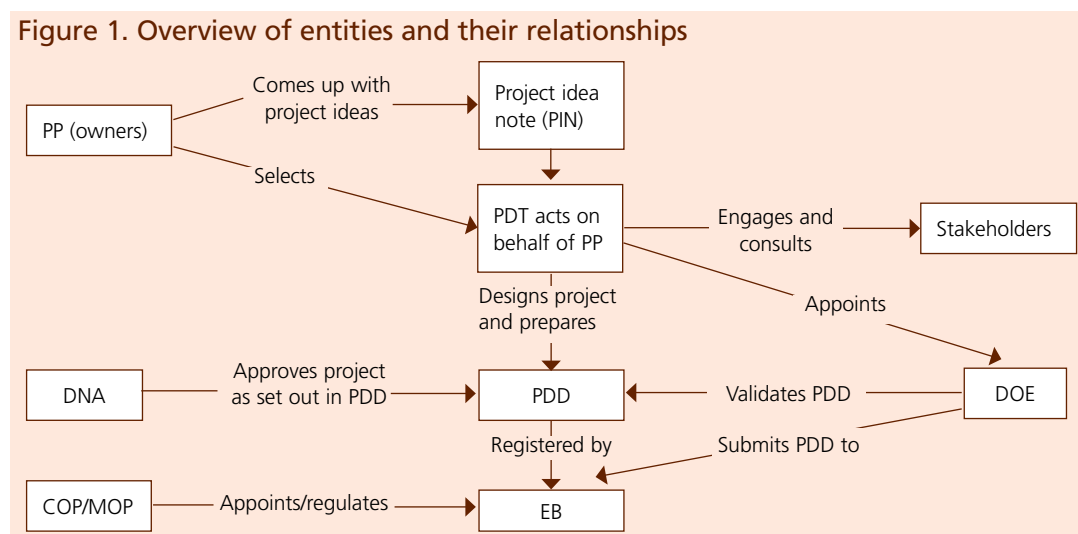 Figure 1. Overview of entities and their relationships
Comes up with
project ideas
Project idea
note (PIN)
PP (owners)
Selects
PDT acts on
behalf of PP
Engages and
consults
Stakeholders
Designs project
and prepares
Appoints
DNA
Approves project
as set out in PDD
PDD
Validates PDD
DOE
Registered by
Submits PDD to
COP/MOP
Appoints/regulates
EB